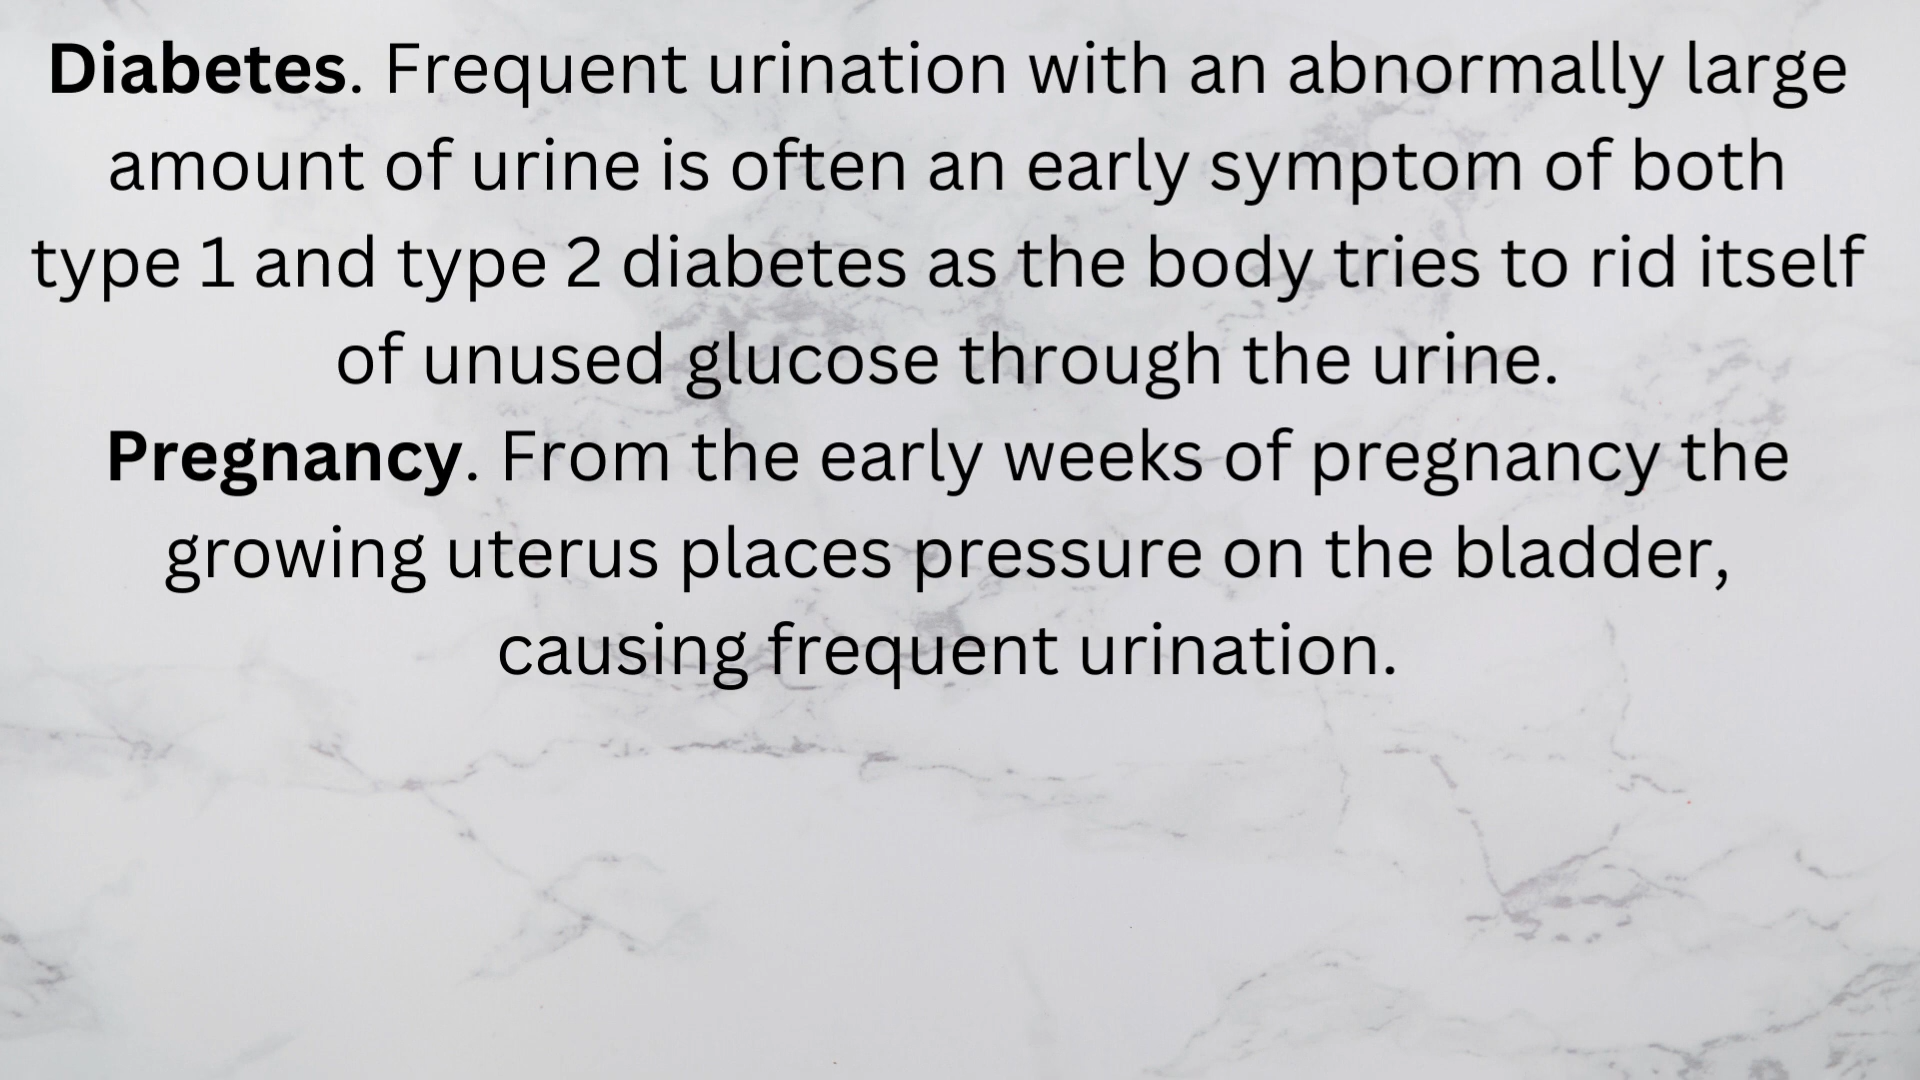 Diabetes. Frequent urination with an abnormally large
amount of urine is often an early symptom of both
type 1 and type 2 diabetes as the body tries to rid itself
of unused glucose through the urine.
Pregnancy. From the early weeks of pregnancy the
growing uterus places pressure on the bladder,
causing frequent urination.